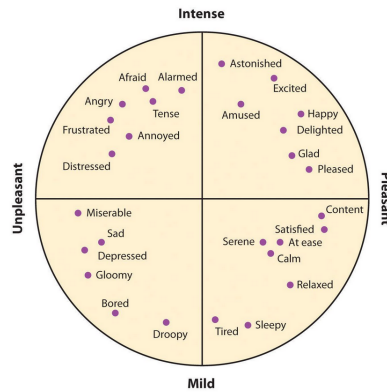 Intense
Astonished
Afraid Alarmed
Excited
Angry
Tense
Amused
Happy
Frustrated
Annoyed
Delighted
Glad
Distressed
Pleased
Unpleasant
Pleasant
Miserable
Content
Sad
Satisfied
Serene
At ease
Depressed
Calm
Gloomy
Relaxed
Bored
Droopy
Tired
Sleepy
Mild